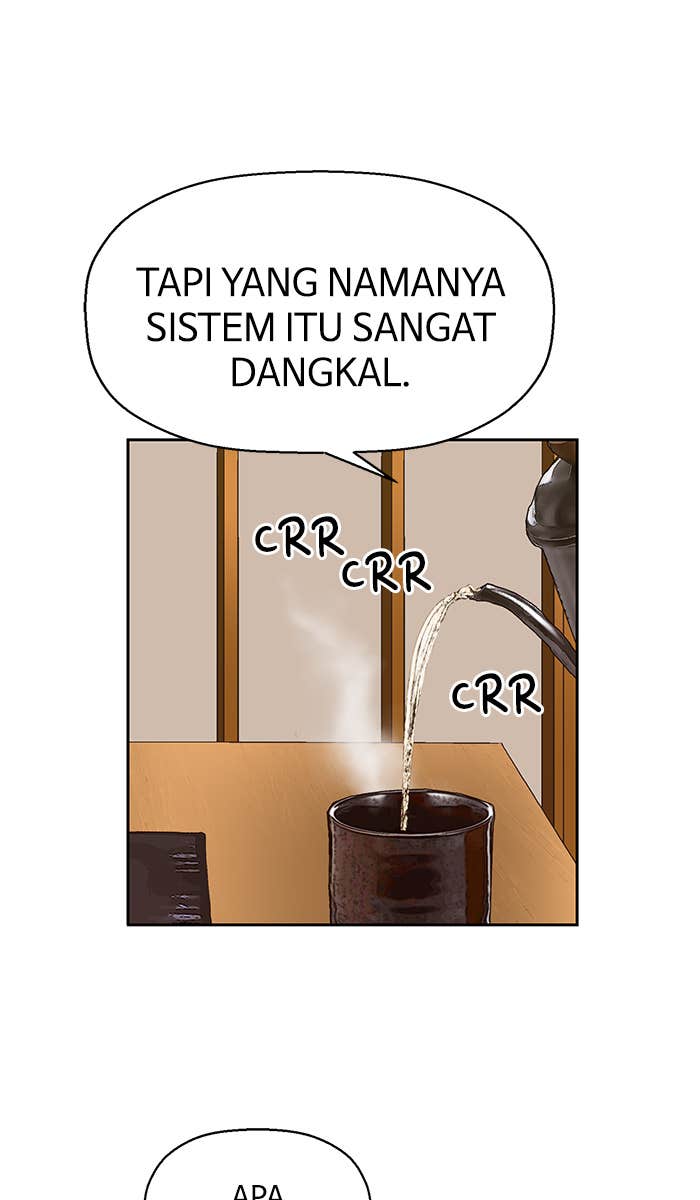 TAPI YANG NAMANYA
SISTEM ITU SANGAT
DANGKAL.
CRR
CRR
CRR
APA